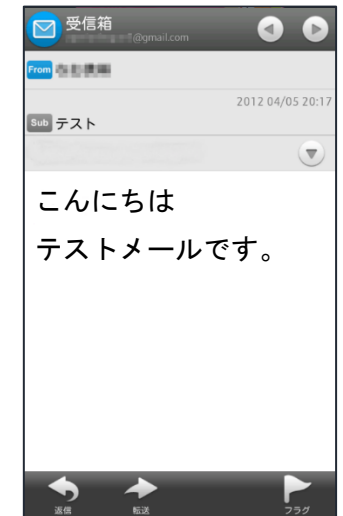 受信箱
@gmail.com
From
2012 04/05 20:17
Sub テスト
こんにちは
テストメールです。
返信 転送 フラグ